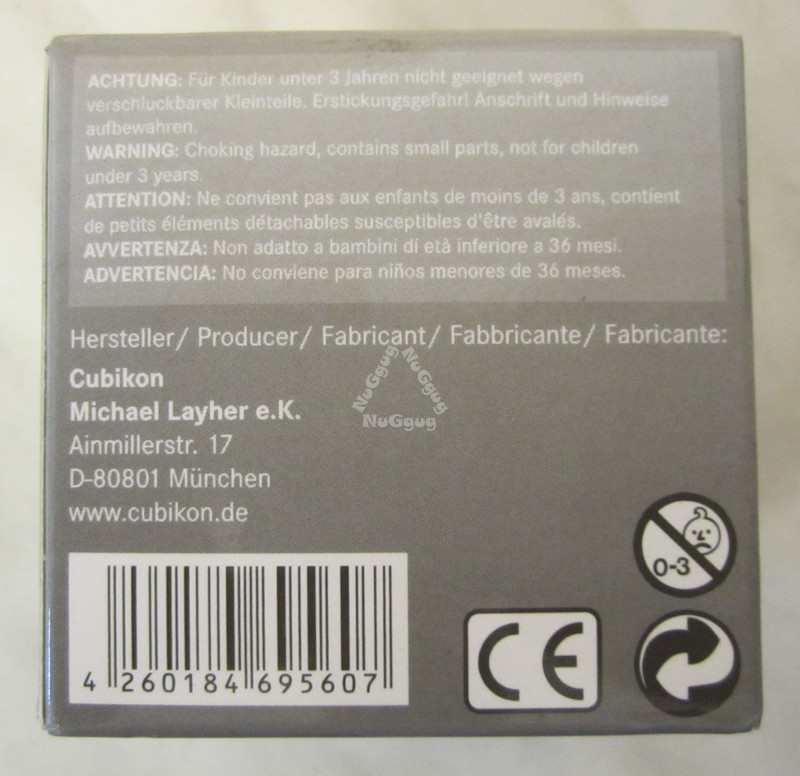 ACHTUNG: Für Kinder unter 3 Jahren nicht geeignet wegen
verschluckbarer Kleinteile. Erstickungsgefahr! Anschrift und Hinweise
aufbewahren.
WARNING: Choking hazard, contains small parts, not for children
under 3 years.
ATTENTION: Ne convient pas aux enfants de moins de 3 ans, contient
de petits éléments détachables susceptibles d'être avalés.
AVVERTENZA: Non adatto a bambini di età inferiore a 36 mesi.
ADVERTENCIA: No conviene para niños menores de 36 meses.
Hersteller/ Producer/ Fabricant/ Fabbricante/ Fabricante:
Cubikon
Michael Layher e.K.
Ainmillerstr. 17
D-80801 München
www.cubikon.de
NuGgug NuGgug
NuGgug
0-3
4 260184 695607
CE